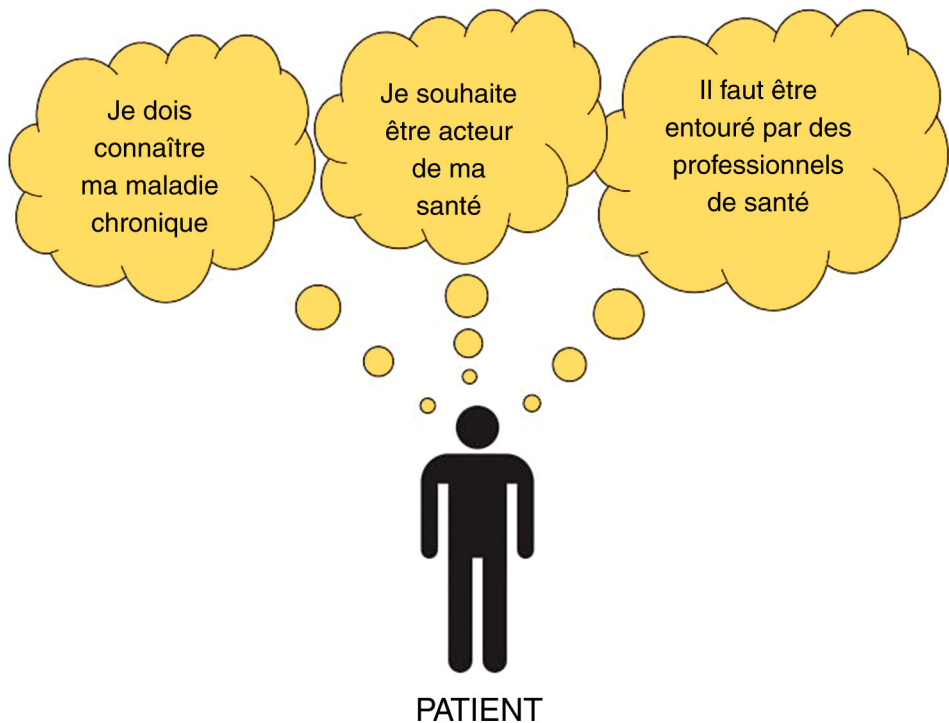 Je dois
connaître
ma maladie
chronique
Je souhaite
être acteur
de ma
santé
Il faut être
entouré par des
professionnels
de santé
PATIENT